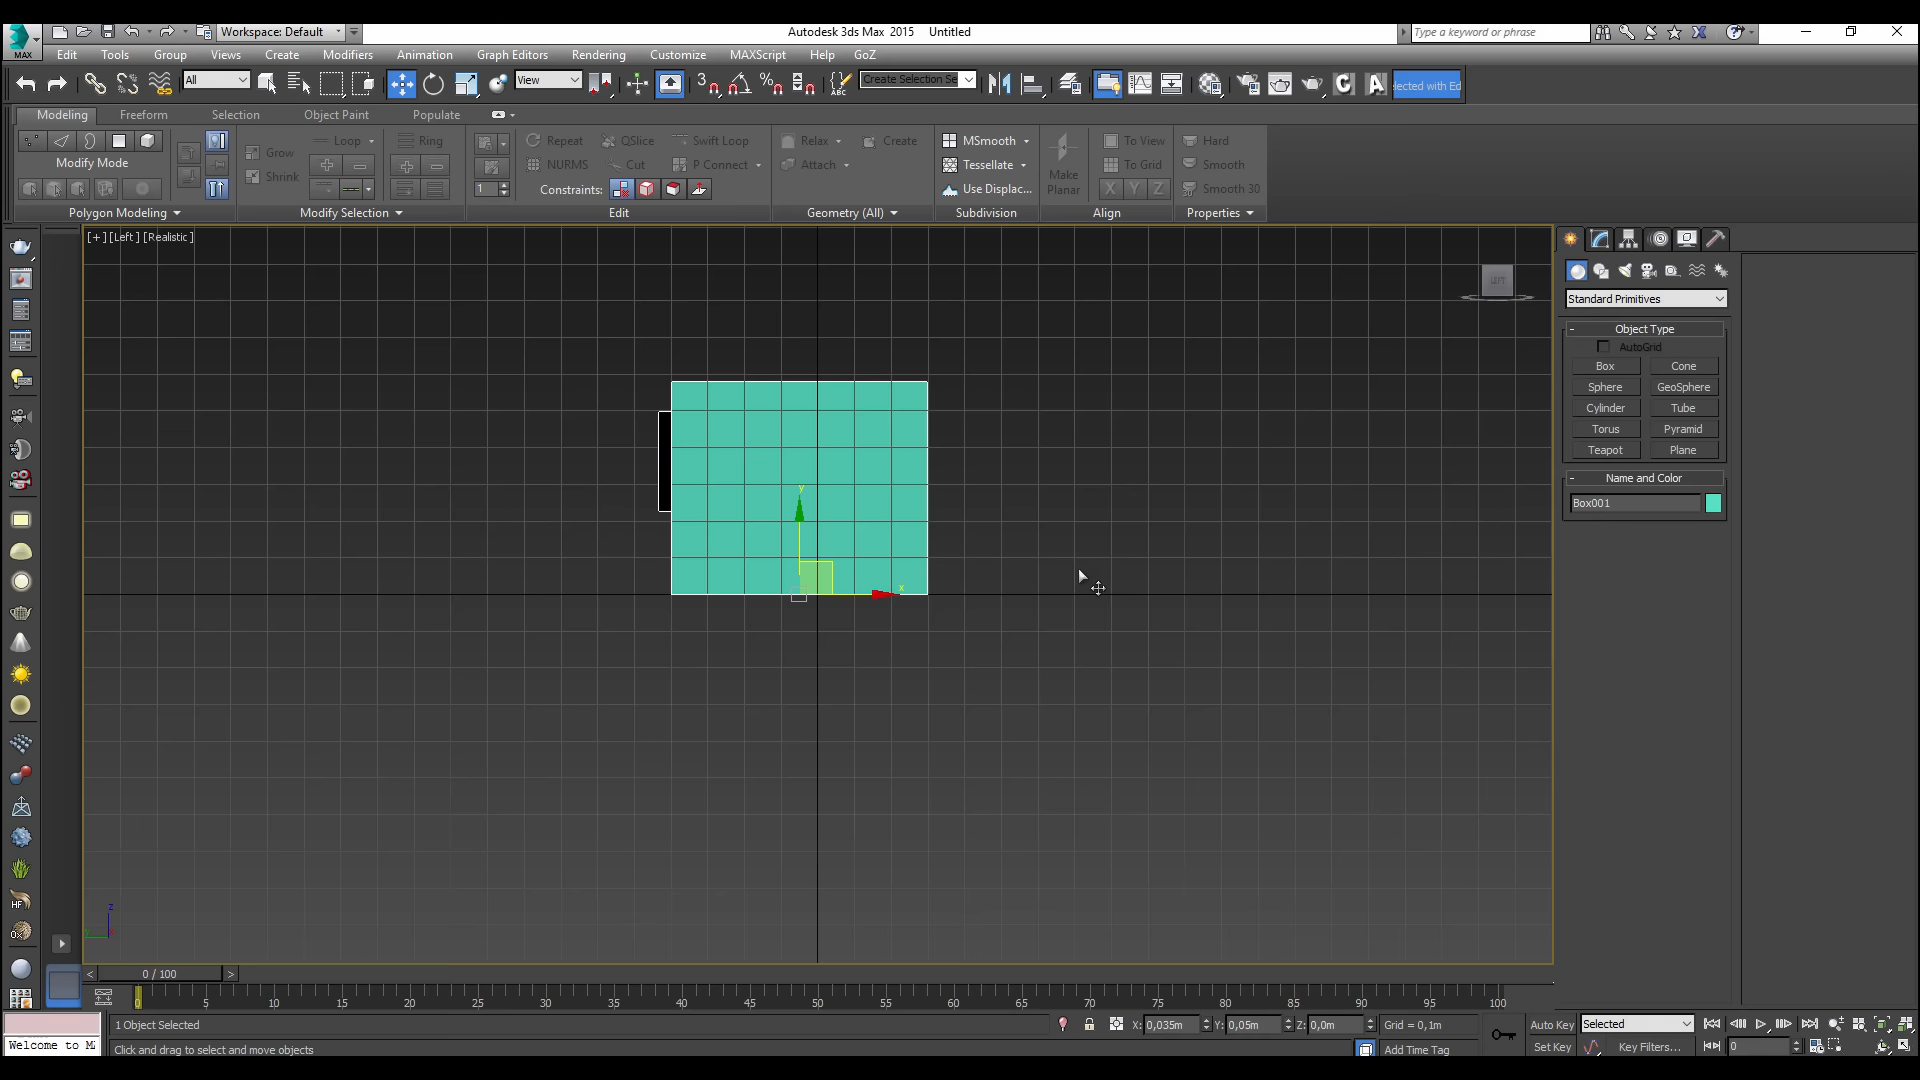 Workspace: Default
Autodesk 3ds Max 2015 Untitled
Type a keyword or phrase
MAX
Edit Tools Group Views Create Modifiers Animation Graph Editors Rendering Customize MAXScript Help GoZ
All View 3 % ABC Create Selection Se C A lected with Ed
Modeling Freeform Selection Object Paint Populate
Loop Ring Repeat QSlice Swift Loop Relax Create MSmooth To View Hard
Modify Mode Grow NURMS Cut P Connect Attach Tessellate Make Planar To Grid Smooth
Shrink 1 Constraints: Use Displac... X Y Z Smooth 30
Polygon Modeling Modify Selection Edit Geometry (All) Subdivision Align Properties
[+] [Left] [Realistic]
LEFT
Standard Primitives
- Object Type
AutoGrid
Box Cone
Sphere GeoSphere
Cylinder Tube
Torus Pyramid
Teapot Plane
- Name and Color
Box001
y
x
z
HF
< 0 / 100 >
0 5 10 15 20 25 30 35 40 45 50 55 60 65 70 75 80 85 90 95 100
1 Object Selected X: 0,035m Y: 0,05m Z: 0,0m Grid = 0,1m Auto Key Selected
Welcome to M Click and drag to select and move objects Add Time Tag Set Key Key Filters... 0